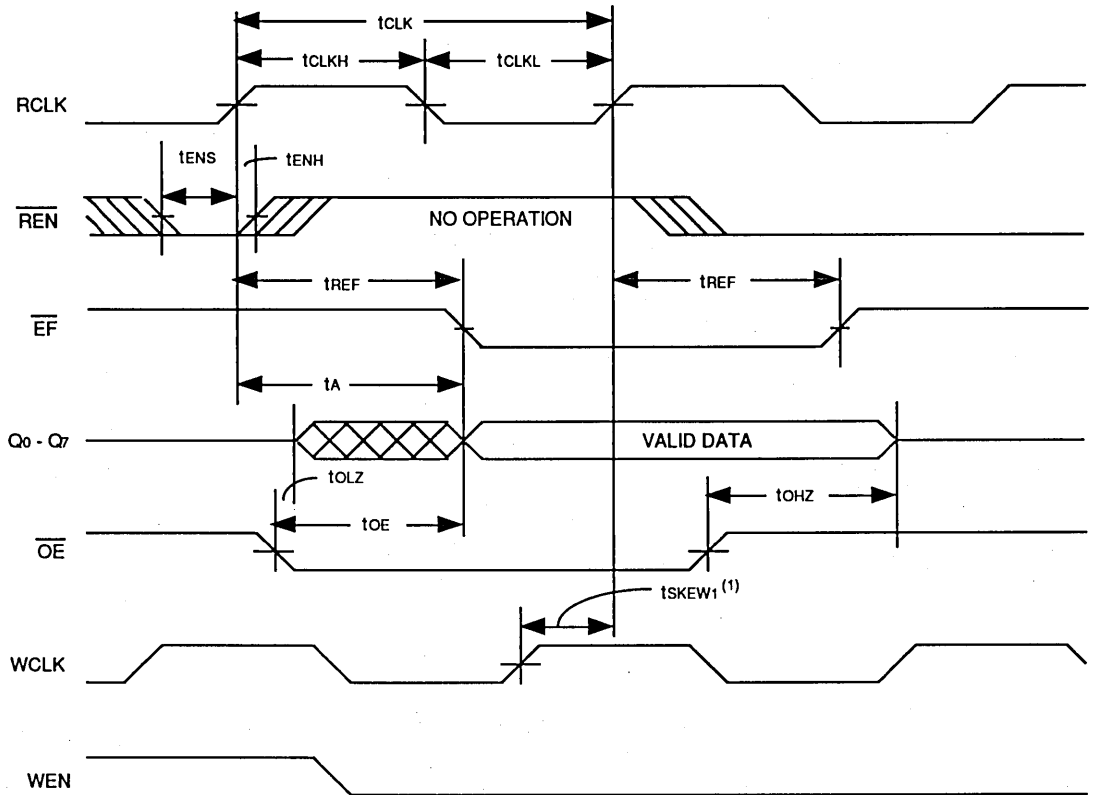 tCLK
tCLKH
tCLKL
RCLK
tENS
tENH
REN
NO OPERATION
tREF
tREF
EF
tA
Q0 - Q7
VALID DATA
tOLZ
tOHZ
tOE
OE
tSKEW1 (1)
WCLK
WEN